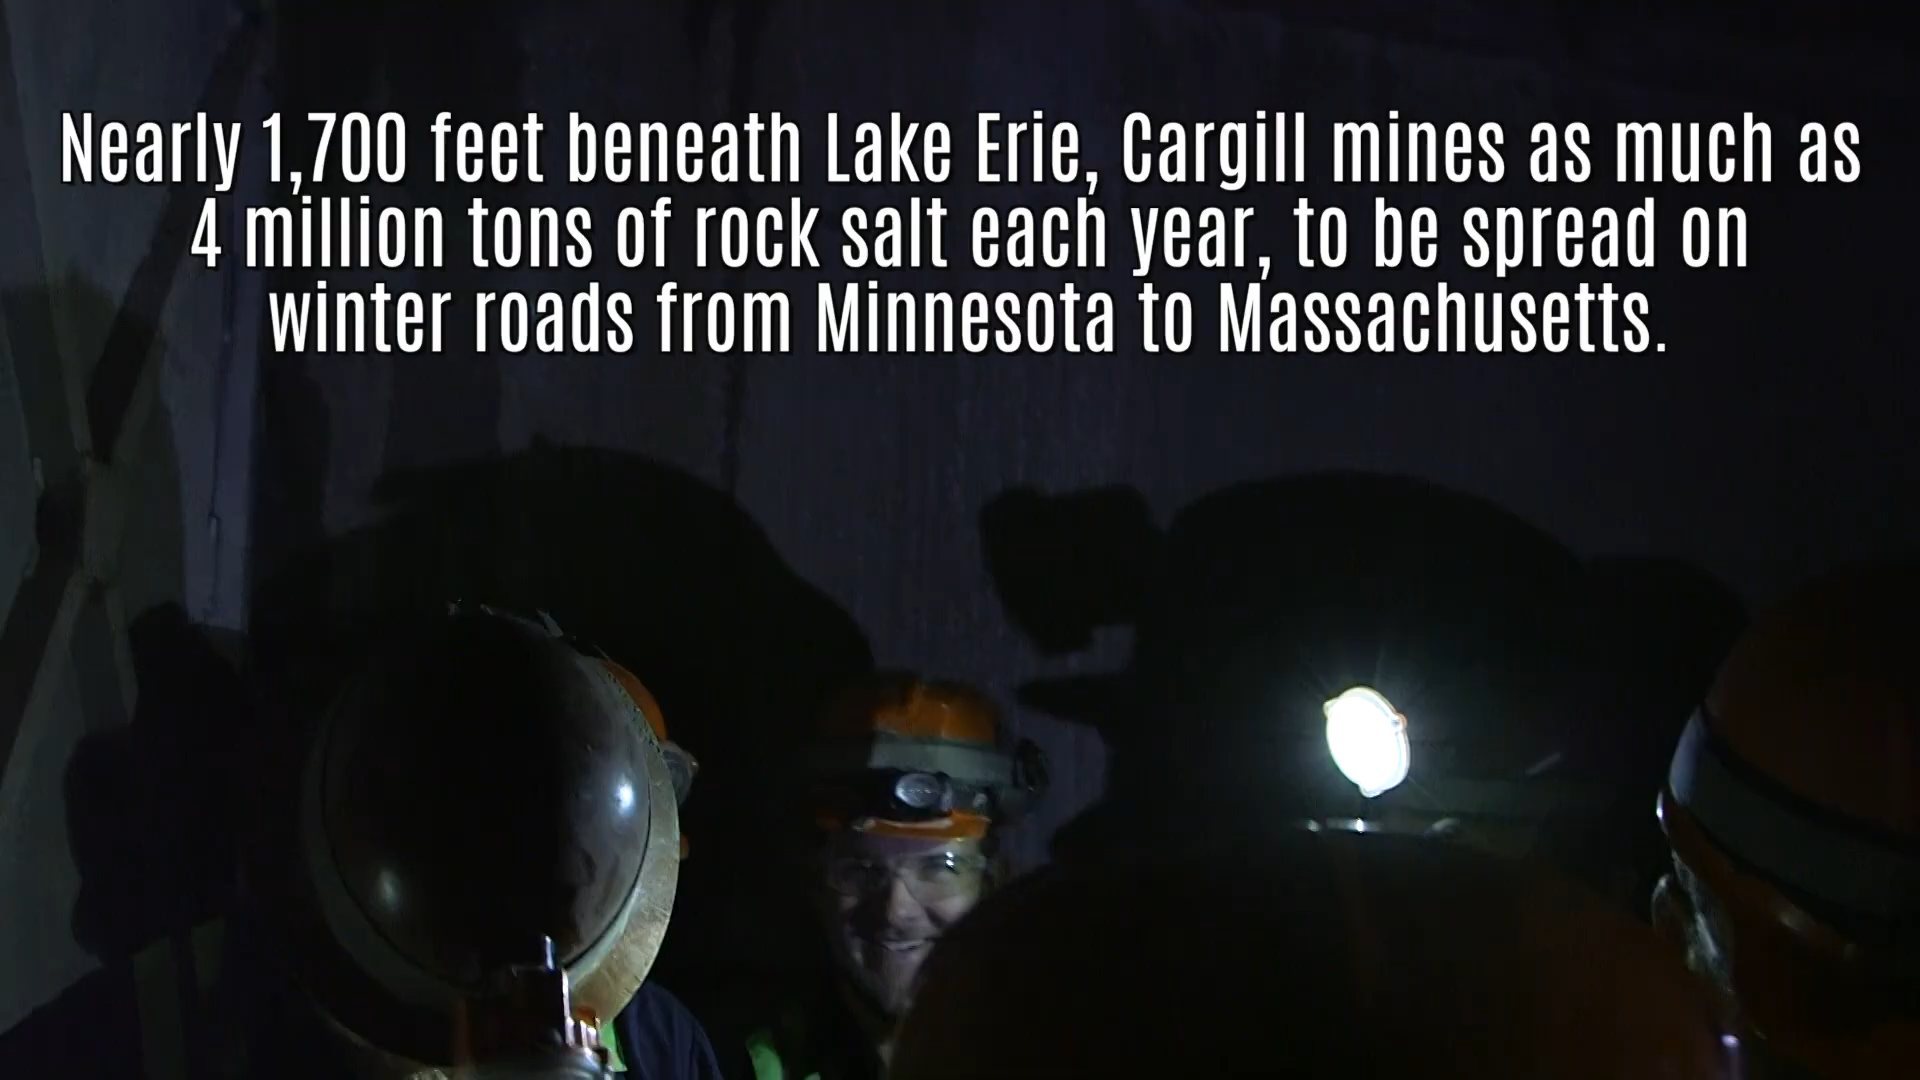 Nearly 1,700 feet beneath Lake Erie, Cargill mines as much as
4 million tons of rock salt each year, to be spread on
winter roads from Minnesota to Massachusetts.